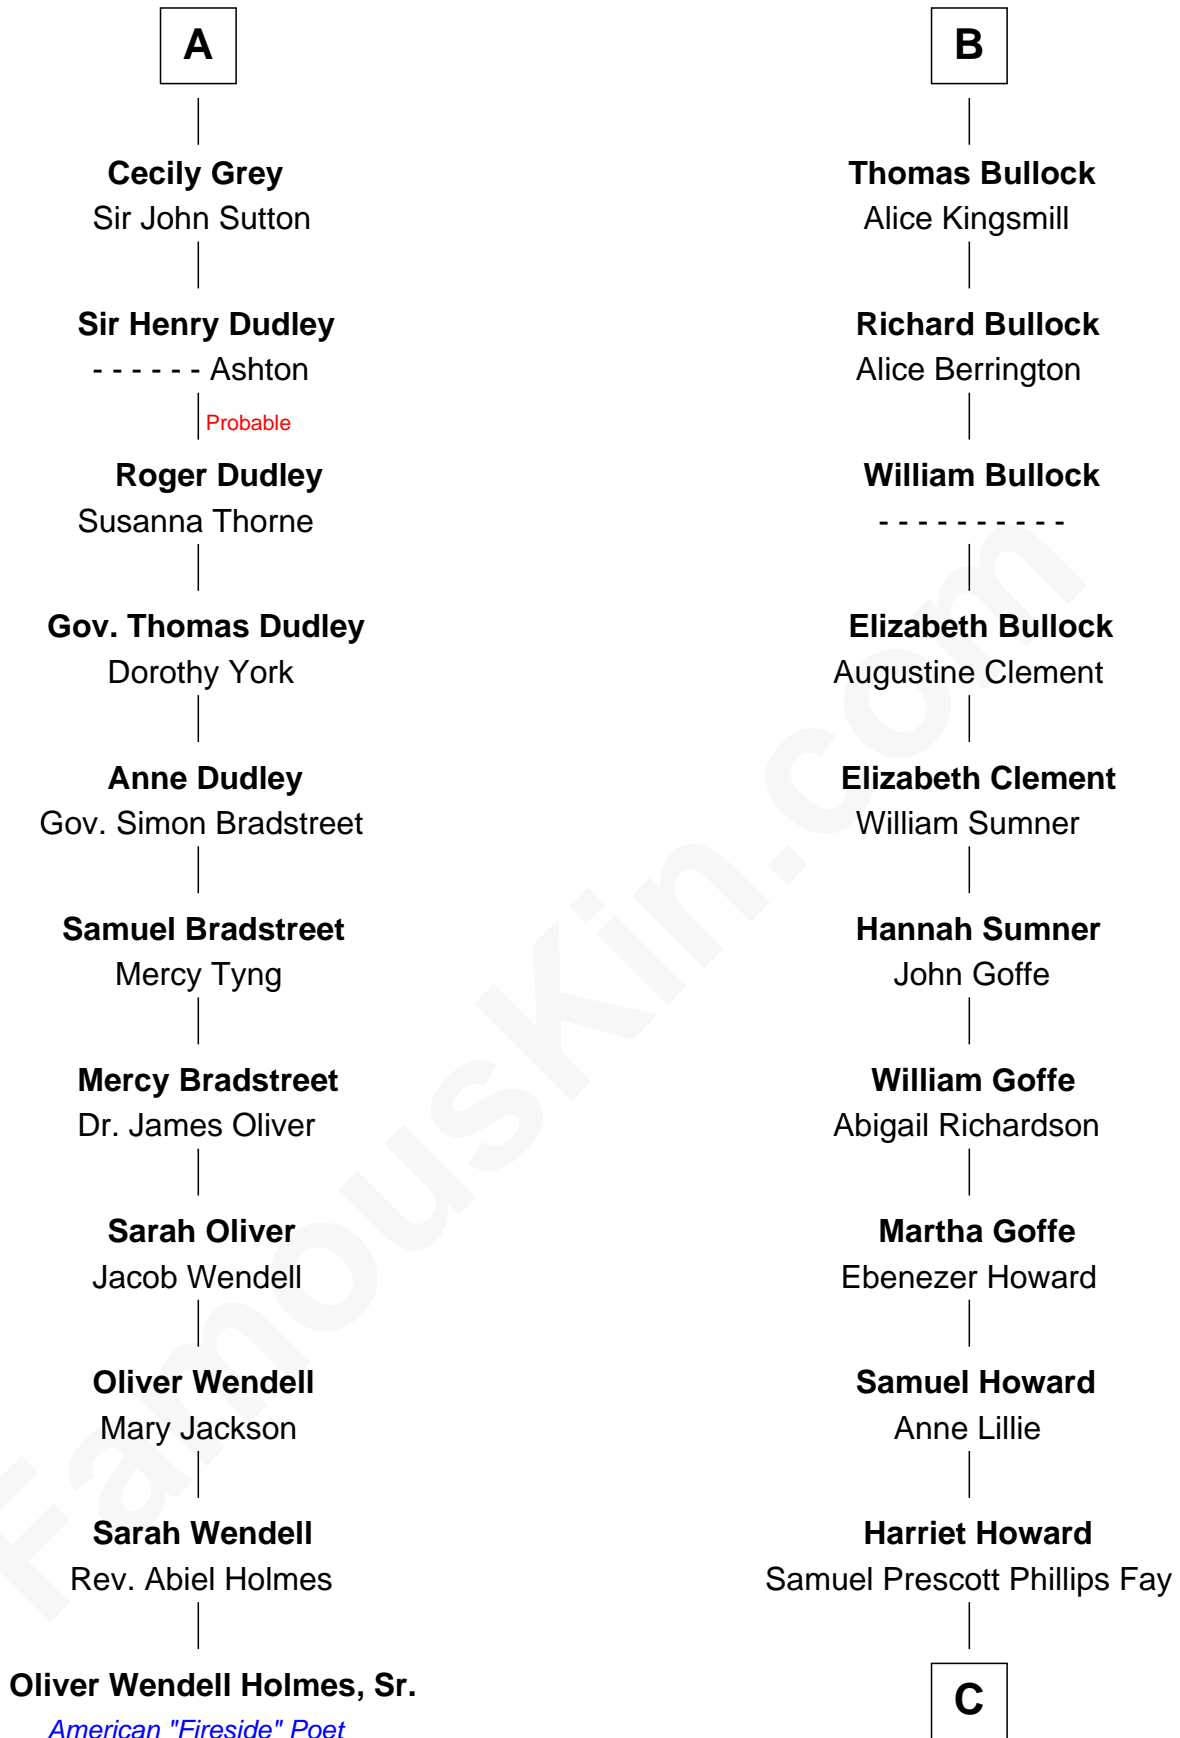 A
Cecily Grey
Sir John Sutton
Sir Henry Dudley
- - - - - - Ashton
Probable
Roger Dudley
Susanna Thorne
Gov. Thomas Dudley
Dorothy York
Anne Dudley
Gov. Simon Bradstreet
Samuel Bradstreet
Mercy Tyng
Mercy Bradstreet
Dr. James Oliver
Sarah Oliver
Jacob Wendell
Oliver Wendell
Mary Jackson
Sarah Wendell
Rev. Abiel Holmes
Oliver Wendell Holmes, Sr.
American "Fireside" Poet
B
Thomas Bullock
Alice Kingsmill
Richard Bullock
Alice Berrington
William Bullock
- - - - - - - - - -
Elizabeth Bullock
Augustine Clement
Elizabeth Clement
William Sumner
Hannah Sumner
John Goffe
William Goffe
Abigail Richardson
Martha Goffe
Ebenezer Howard
Samuel Howard
Anne Lillie
Harriet Howard
Samuel Prescott Phillips Fay
C
FamousKin.com